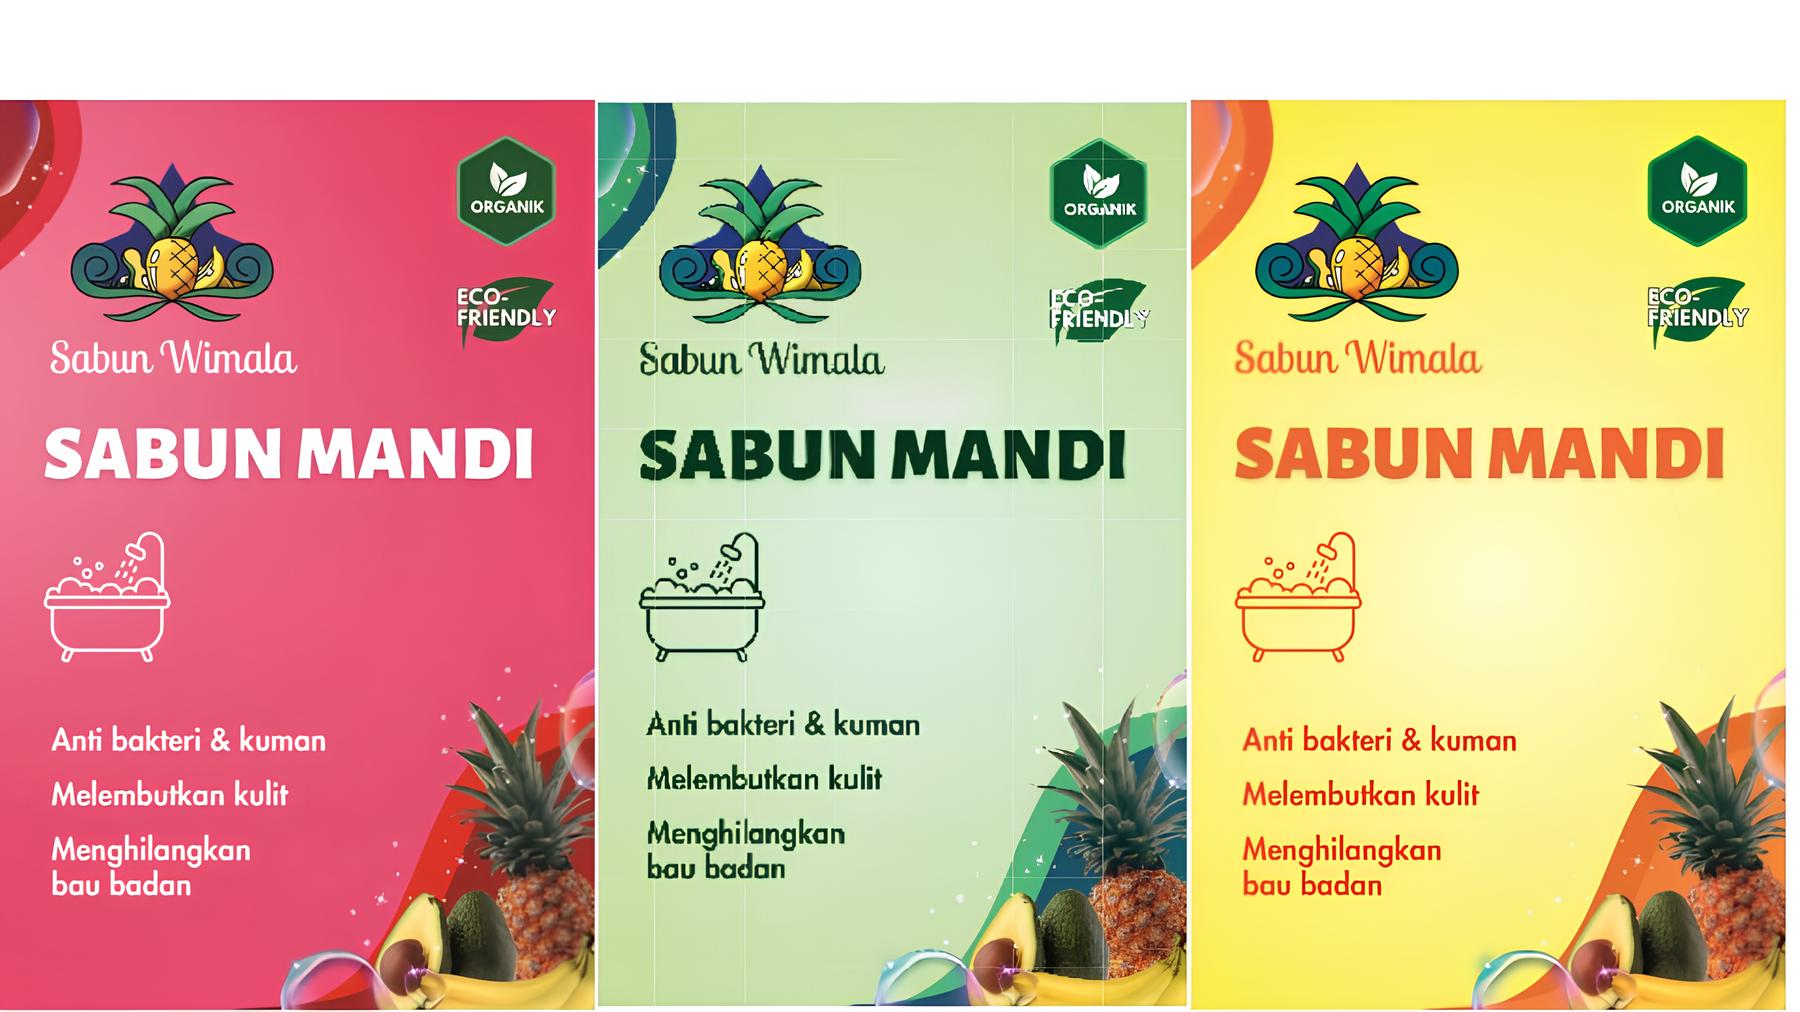 ORGANIK
ECO-
FRIENDLY
Sabun Wimala
SABUN MANDI
Anti bakteri & kuman
Melembutkan kulit
Menghilangkan
bau badan
ORGANIK
ECO-
FRIENDLY
Sabun Wimala
SABUN MANDI
Anti bakteri & kuman
Melembutkan kulit
Menghilangkan
bau badan
ORGANIK
ECO-
FRIENDLY
Sabun Wimala
SABUN MANDI
Anti bakteri & kuman
Melembutkan kulit
Menghilangkan
bau badan